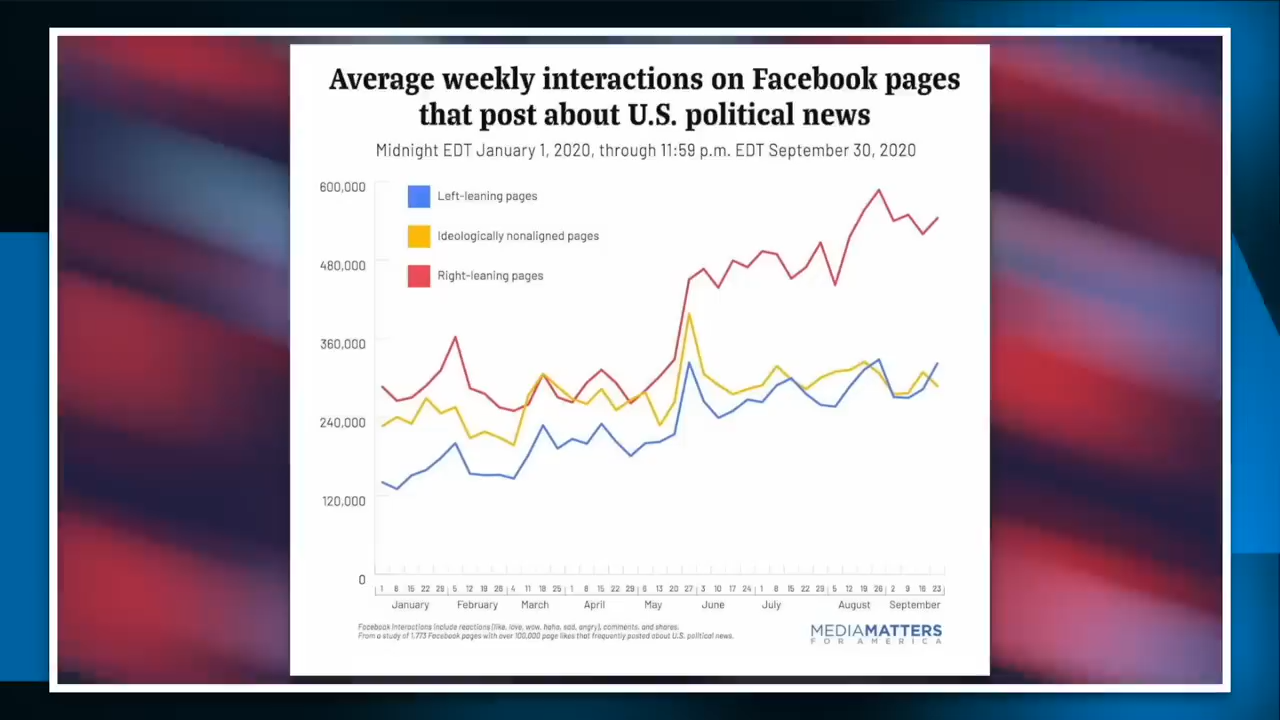 Average weekly interactions on Facebook pages
that post about U.S. political news
Midnight EDT January 1, 2020, through 11:59 p.m. EDT September 30, 2020
600,000
Left-leaning pages
Ideologically nonaligned pages
480,000
Right-leaning pages
360,000
240,000
120,000
0
1 8 15 22 29 5 12 19 26 4 11 18 25 1 8 15 22 29 6 13 20 27 3 10 17 24 1 8 15 22 29 5 12 19 26 2 9 16 23
January February March April May June July August September
Facebook interactions include reactions (like, love, wow, haha, sad, angry), comments, and shares.
From a study of 1,773 Facebook pages with over 100,000 page likes that frequently posted about U.S. political news.
MEDIAMATTERS
FOR AMERICA